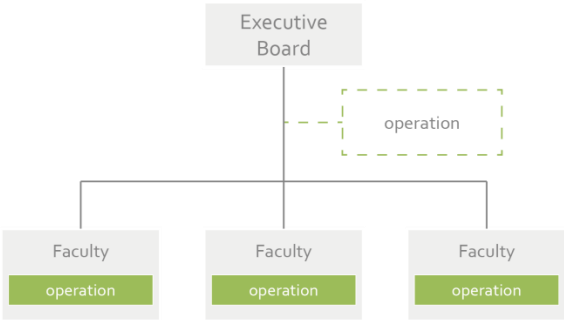 Executive
Board
operation
Faculty
operation
Faculty
operation
Faculty
operation